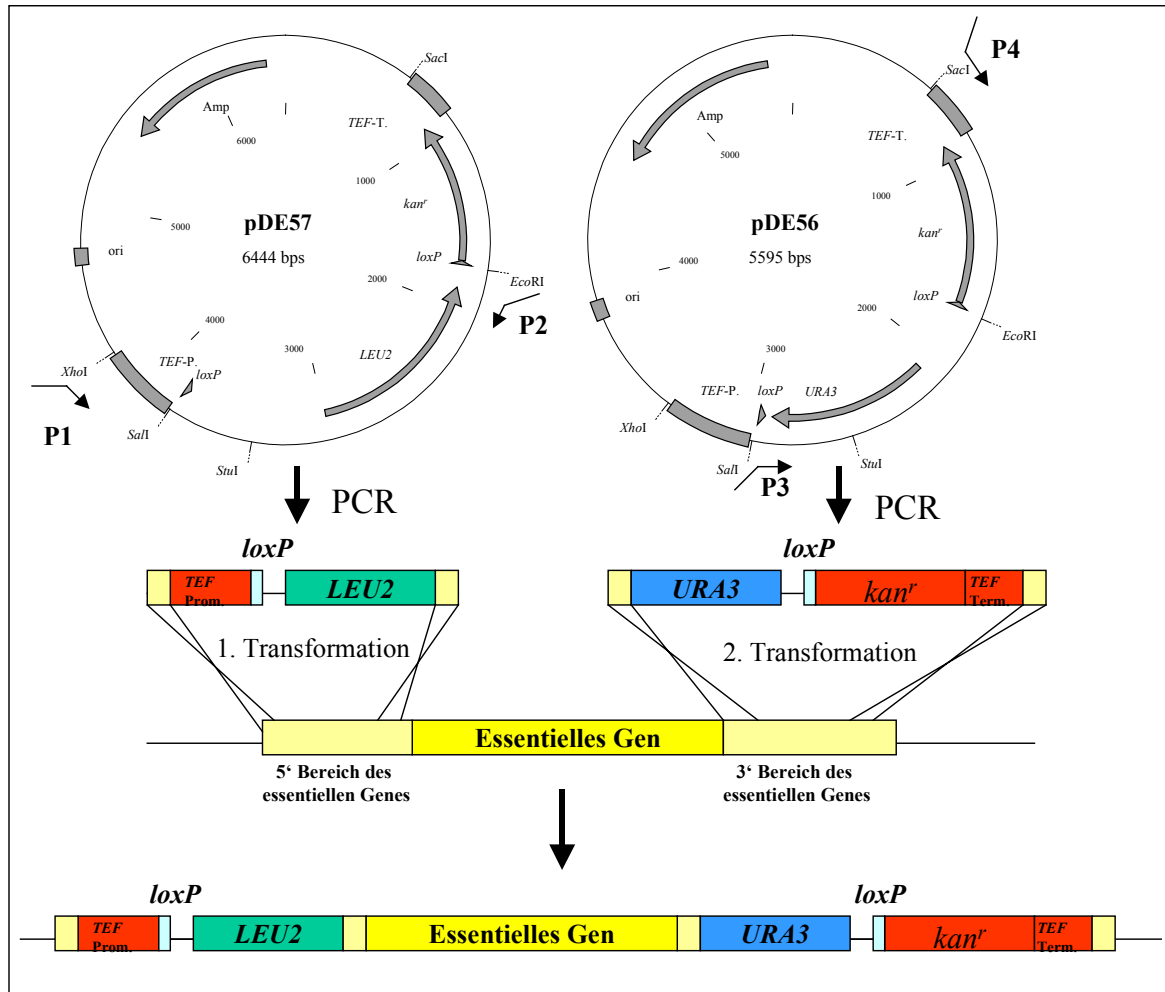 SacI
Amp
6000
TEF-T.
1000
kanʳ
pDE57
6444 bps
5000
ori
loxP
EcoRI
2000
P2
4000
3000
LEU2
XhoI
TEF-P.
loxP
P1
SalI
StuI
P4
SacI
Amp
5000
TEF-T.
1000
kanʳ
pDE56
5595 bps
4000
ori
loxP
2000
EcoRI
3000
TEF-P.
loxP
URA3
XhoI
SalI
P3
StuI
PCR
PCR
loxP
loxP
TEF
Prom.
LEU2
URA3
kanʳ
TEF
Term.
1. Transformation
2. Transformation
Essentielles Gen
5‘ Bereich des
essentiellen Genes
3‘ Bereich des
essentiellen Genes
loxP
loxP
TEF
Prom.
LEU2
Essentielles Gen
URA3
kanʳ
TEF
Term.